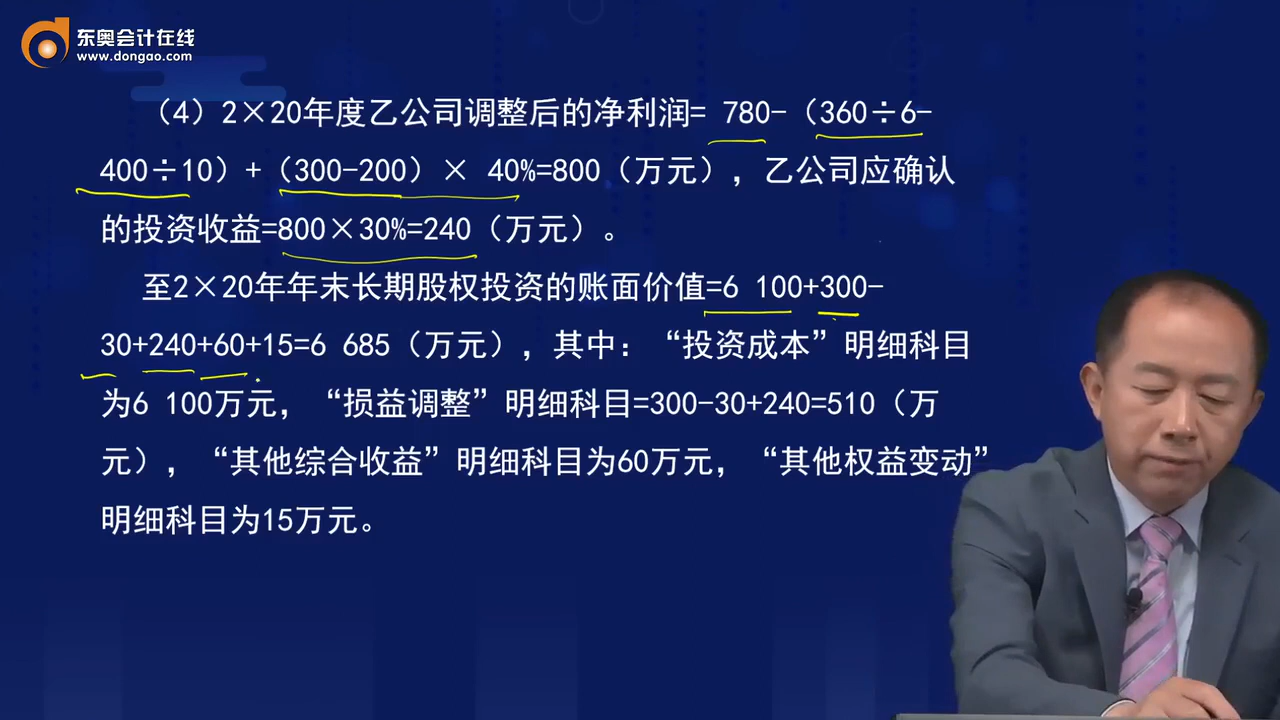 东奥会计在线
www.dongao.com
（4）2×20年度乙公司调整后的净利润= 780-（360÷6-
400÷10）+（300-200）× 40%=800（万元），乙公司应确认
的投资收益=800×30%=240（万元）。
至2×20年年末长期股权投资的账面价值=6 100+300-
30+240+60+15=6 685（万元），其中：“投资成本”明细科目
为6 100万元，“损益调整”明细科目=300-30+240=510（万
元），“其他综合收益”明细科目为60万元，“其他权益变动”
明细科目为15万元。